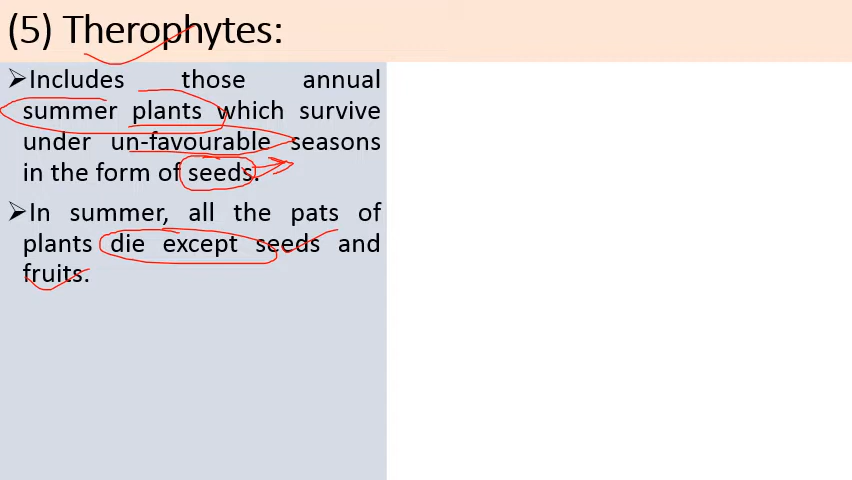 (5) Therophytes:
➢Includes those annual
summer plants which survive
under un-favourable seasons
in the form of seeds.
➢In summer, all the pats of
plants die except seeds and
fruits.